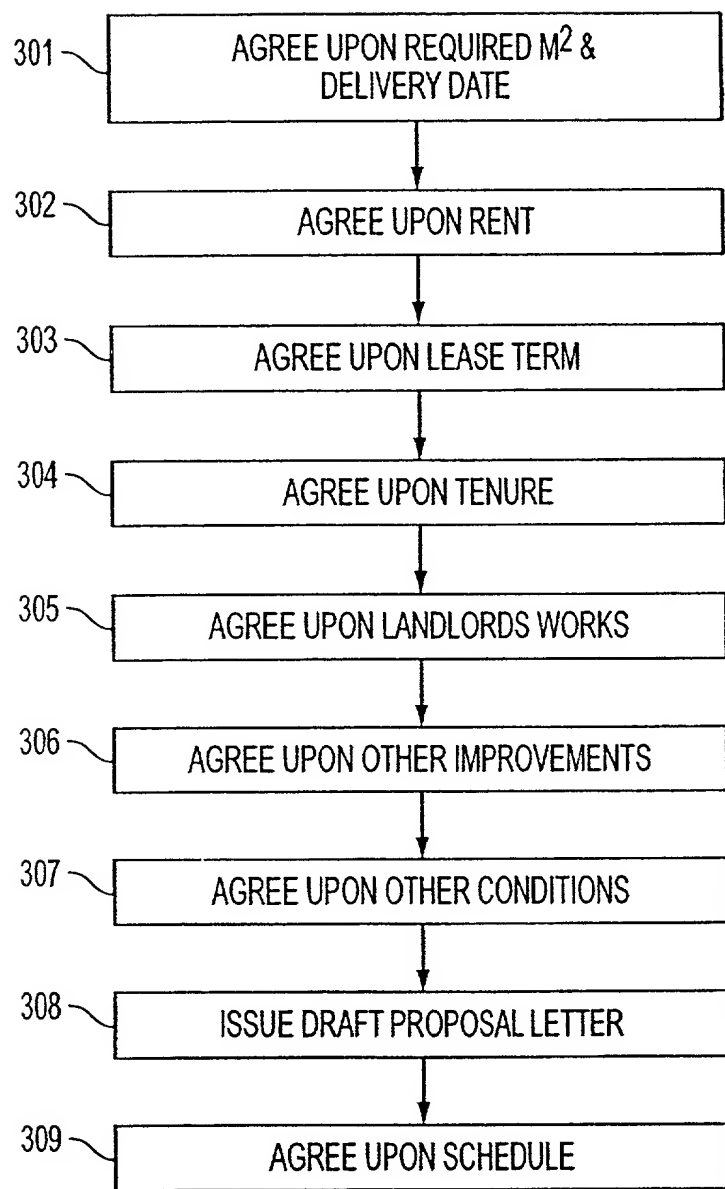 301
AGREE UPON REQUIRED M² &
DELIVERY DATE
302
AGREE UPON RENT
303
AGREE UPON LEASE TERM
304
AGREE UPON TENURE
305
AGREE UPON LANDLORDS WORKS
306
AGREE UPON OTHER IMPROVEMENTS
307
AGREE UPON OTHER CONDITIONS
308
ISSUE DRAFT PROPOSAL LETTER
309
AGREE UPON SCHEDULE